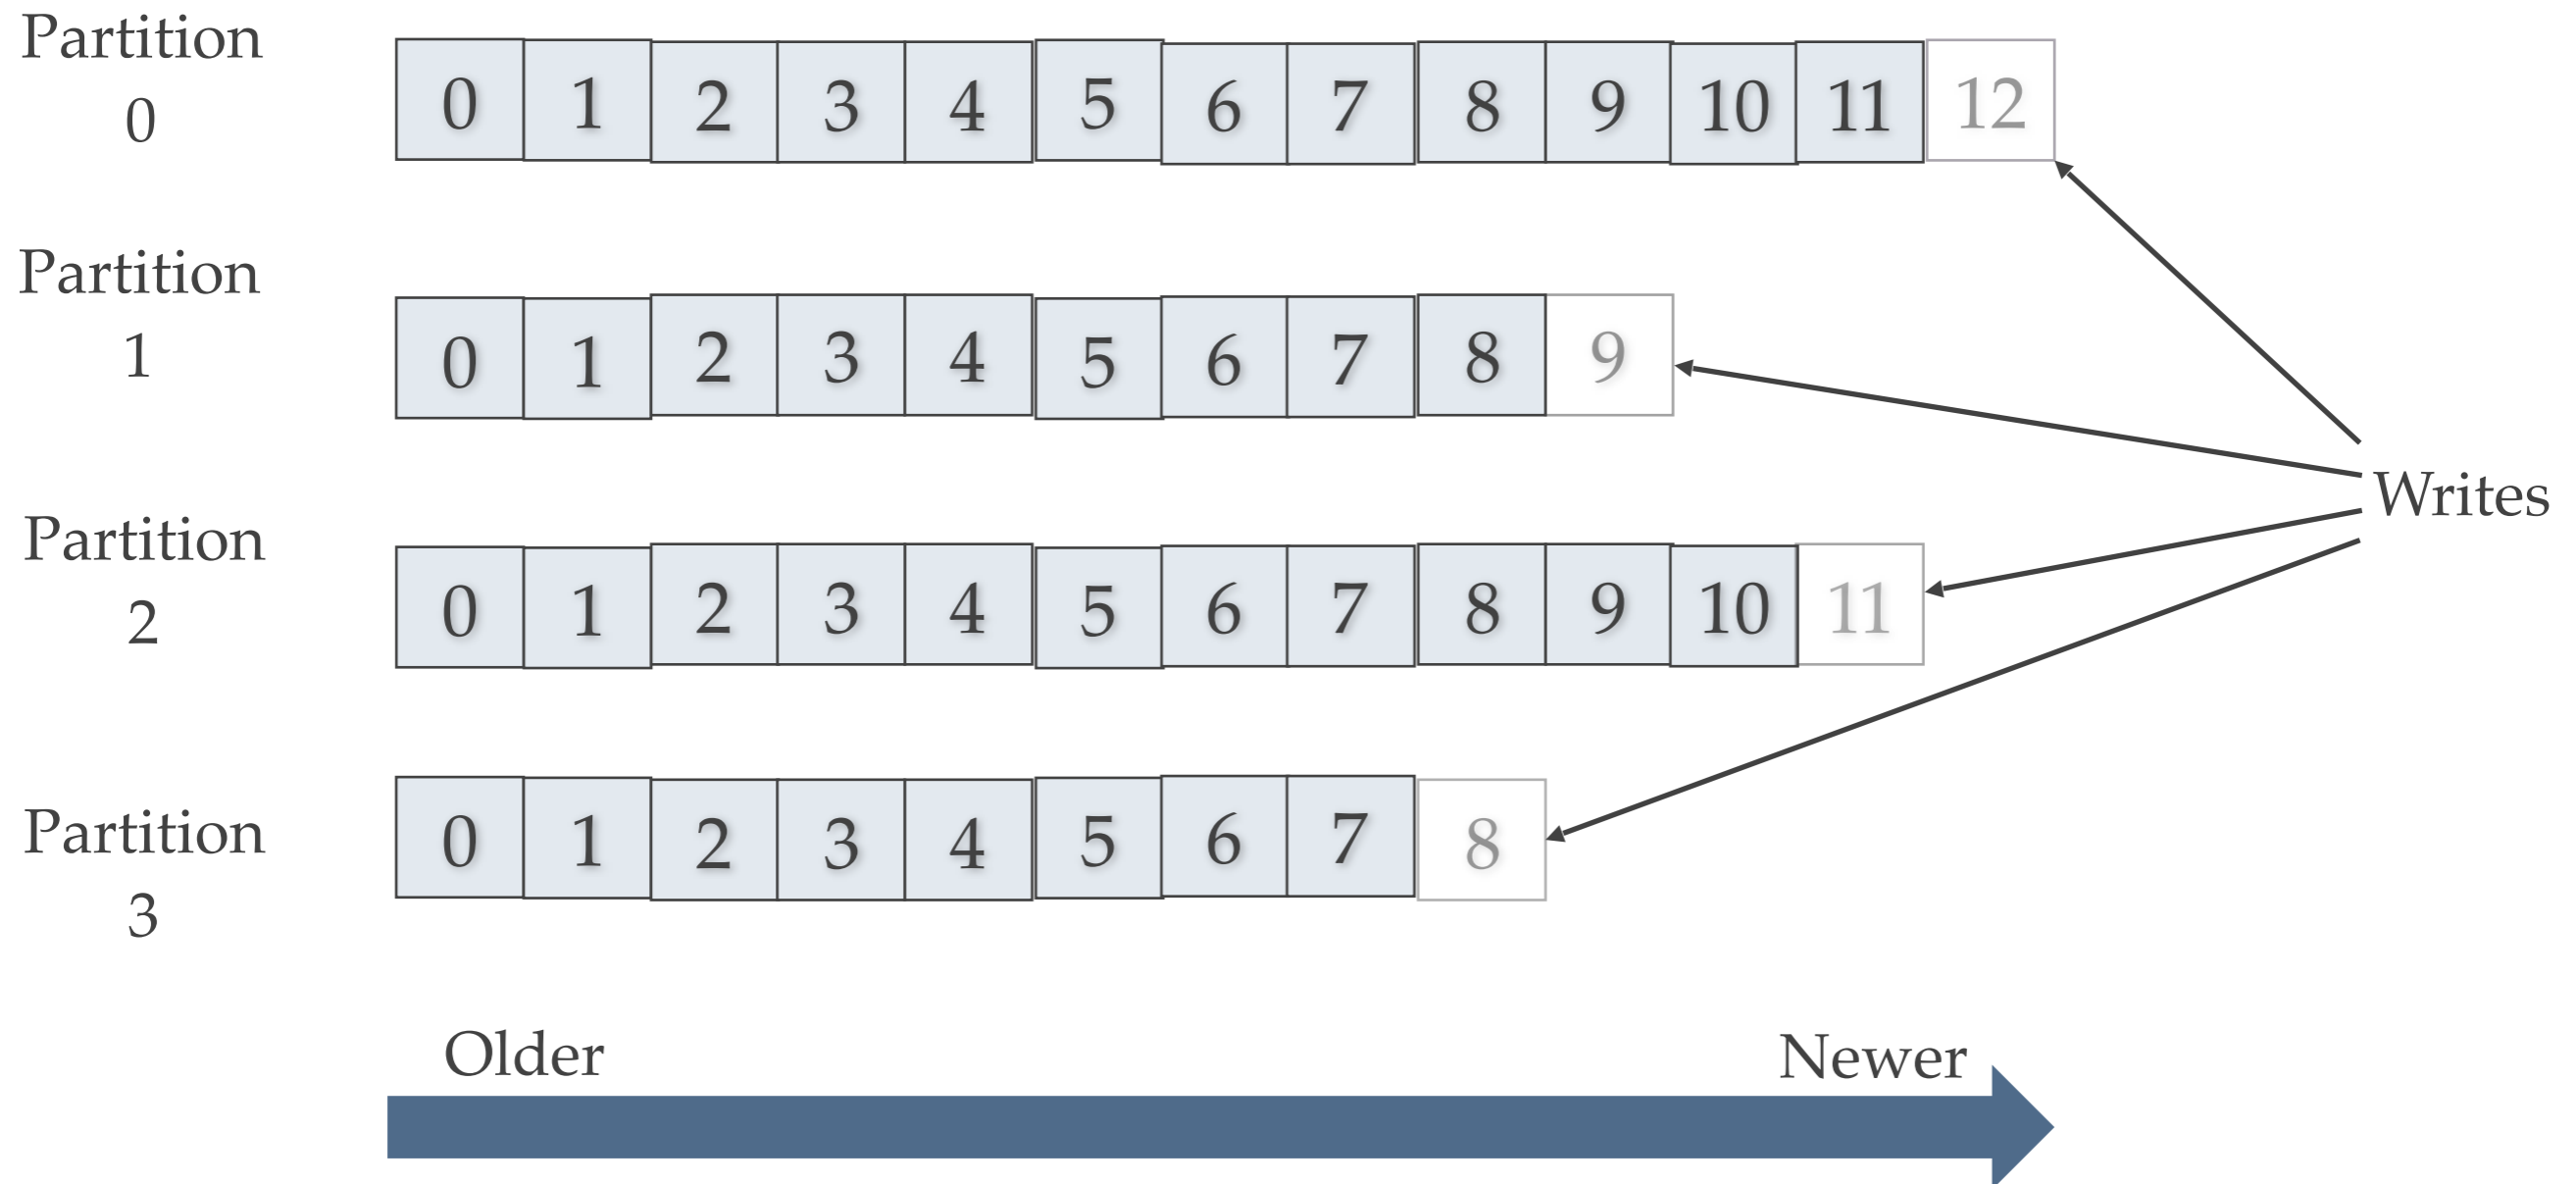 Partition
0
0 1 2 3 4 5 6 7 8 9 10 11 12
Partition
1
0 1 2 3 4 5 6 7 8 9
Writes
Partition
2
0 1 2 3 4 5 6 7 8 9 10 11
Partition
3
0 1 2 3 4 5 6 7 8
Older Newer